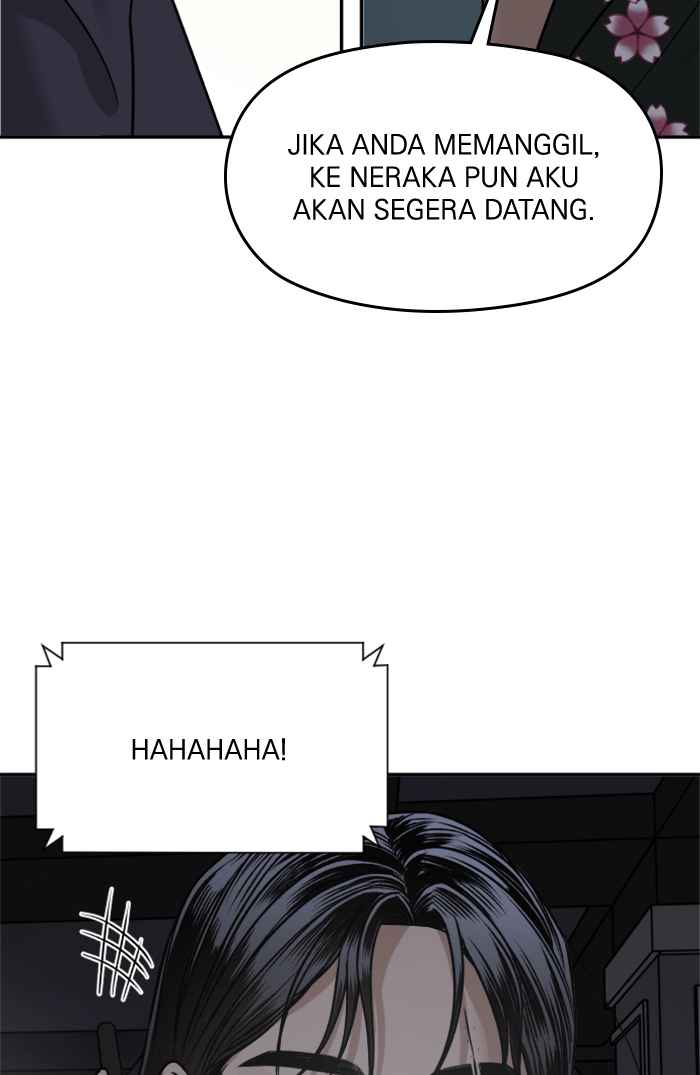 JIKA ANDA MEMANGGIL,
KE NERAKA PUN AKU
AKAN SEGERA DATANG.
HAHAHAHA!